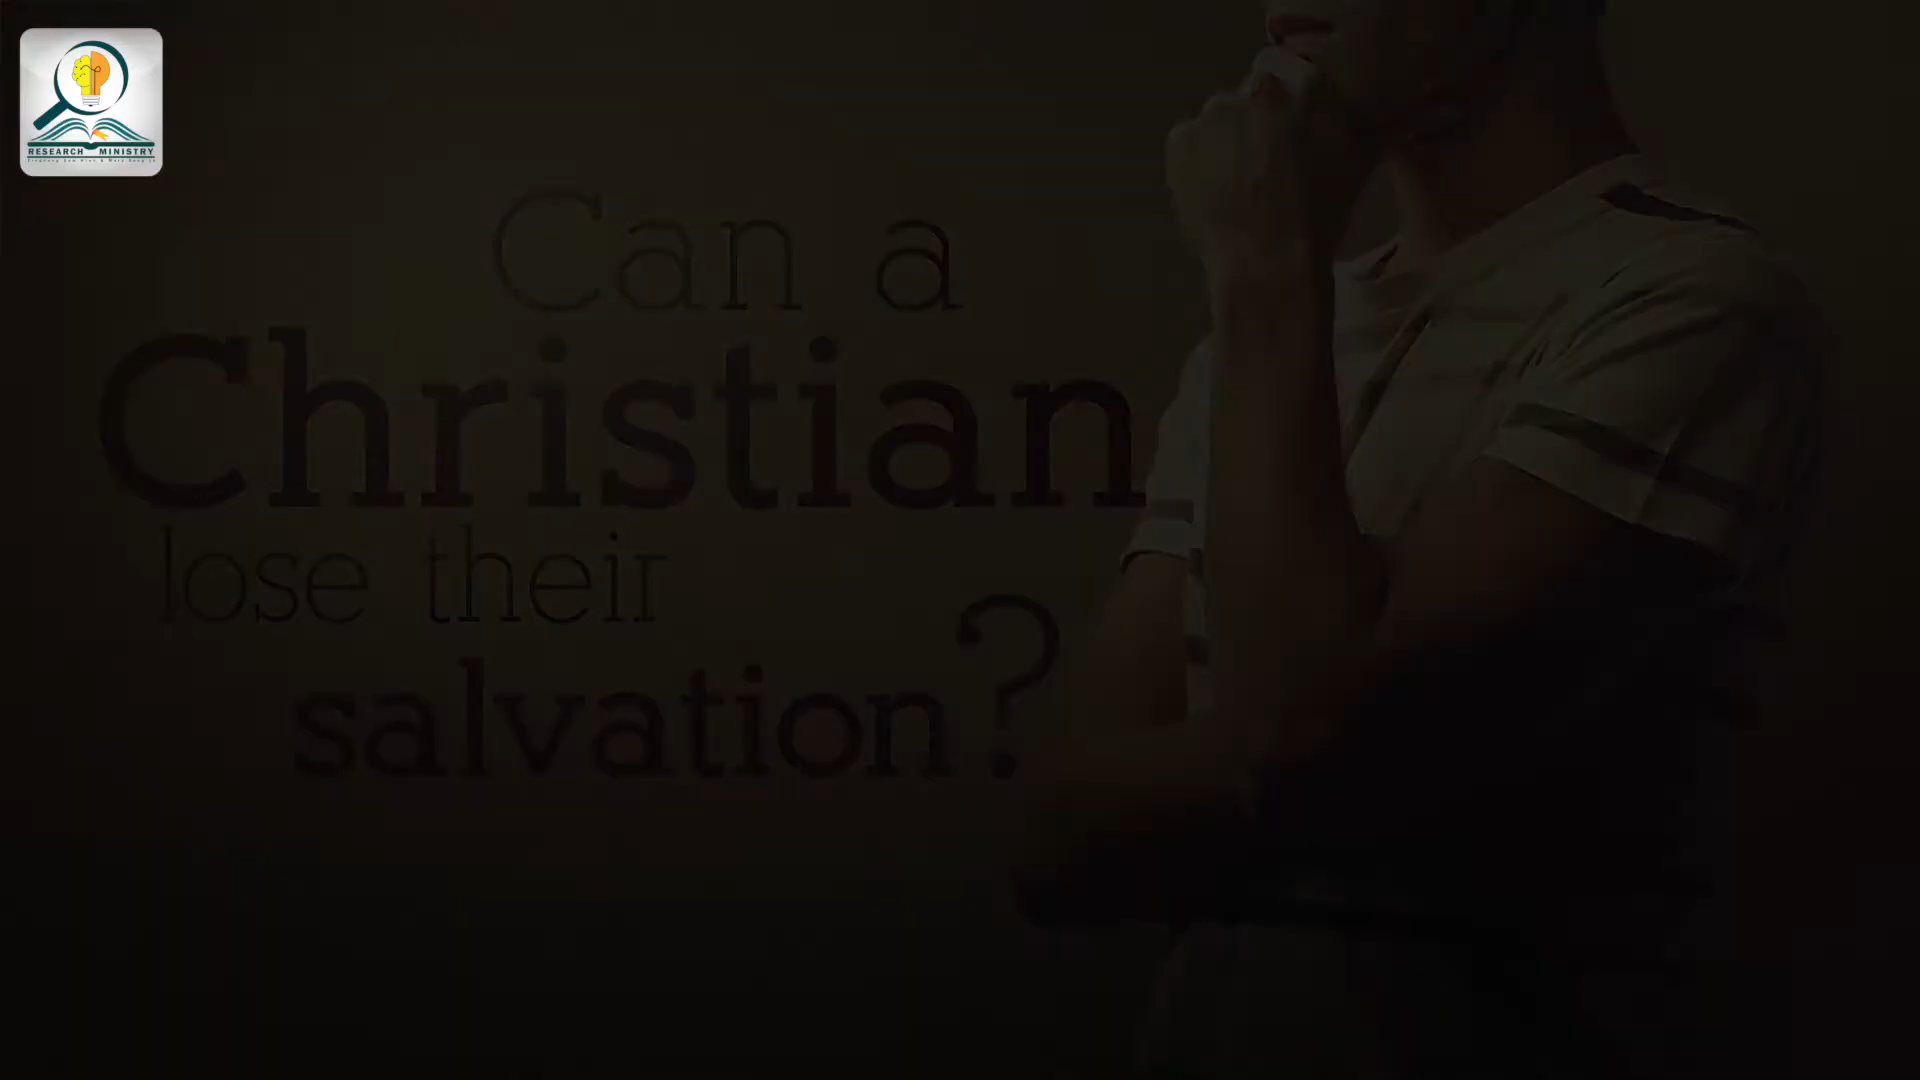 RESEARCH MINISTRY
Can a
Christian
lose their
salvation?